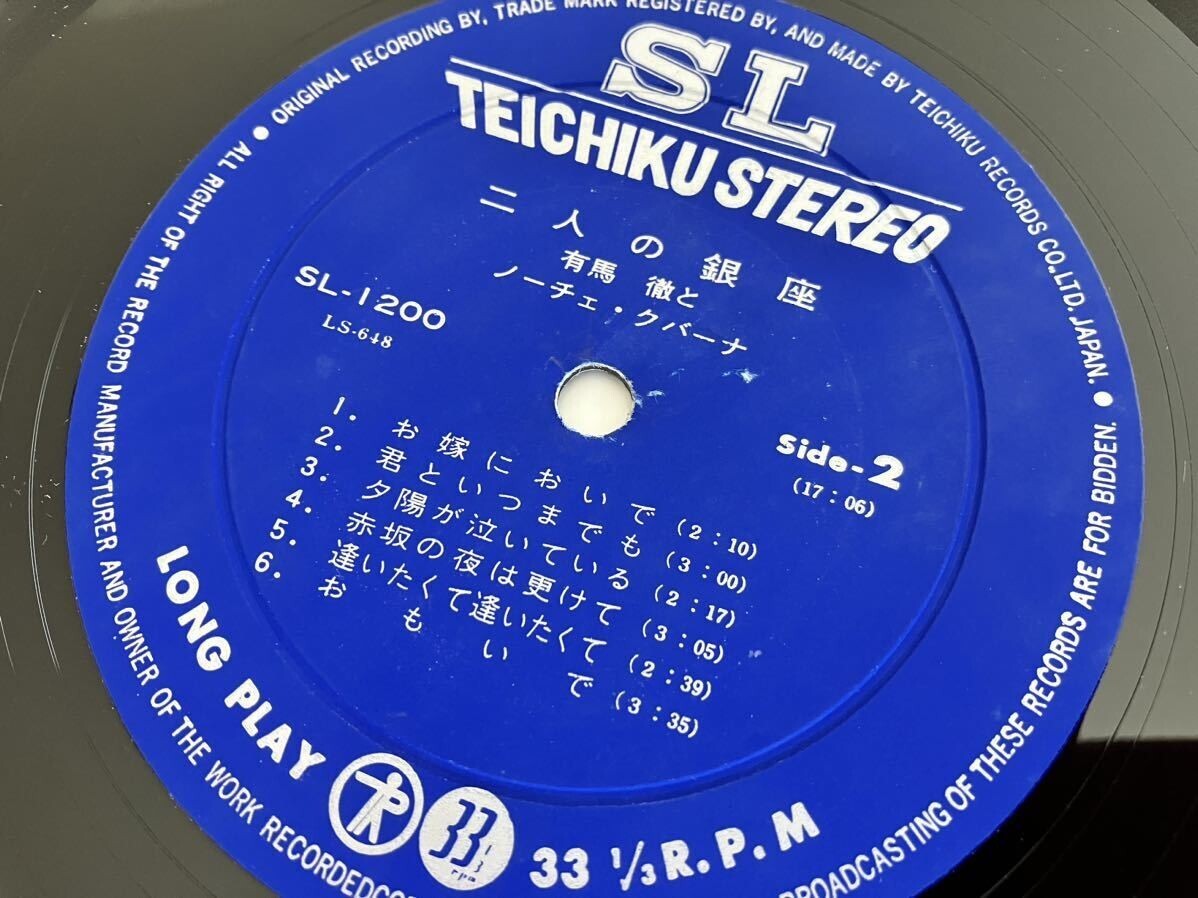 ORIGINAL RECORDING BY, TRADE MARK REGISTERED BY, AND MADE BY TEICHIKU RECORDS CO., LTD. JAPAN. ●
SL
TEICHIKU STEREO
二人の銀座
有馬 徹と
ノーチェ・クバーナ
SL-1200
LS-648
Side-2
(17:06)
1. お嫁においで (2:10)
2. 君といつまでも (3:00)
3. 夕陽が泣いている (2:17)
4. 赤坂の夜は更けて (3:05)
5. 逢いたくて逢いたくて (2:39)
6. おもいで (3:35)
LONG PLAY
33⅓ rpm
33 1/3 R.P.M
● ALL RIGHT OF THE RECORD MANUFACTURER AND OWNER OF THE WORK RECORDED
BROADCASTING OF THESE RECORDS ARE FOR BIDDEN. ●